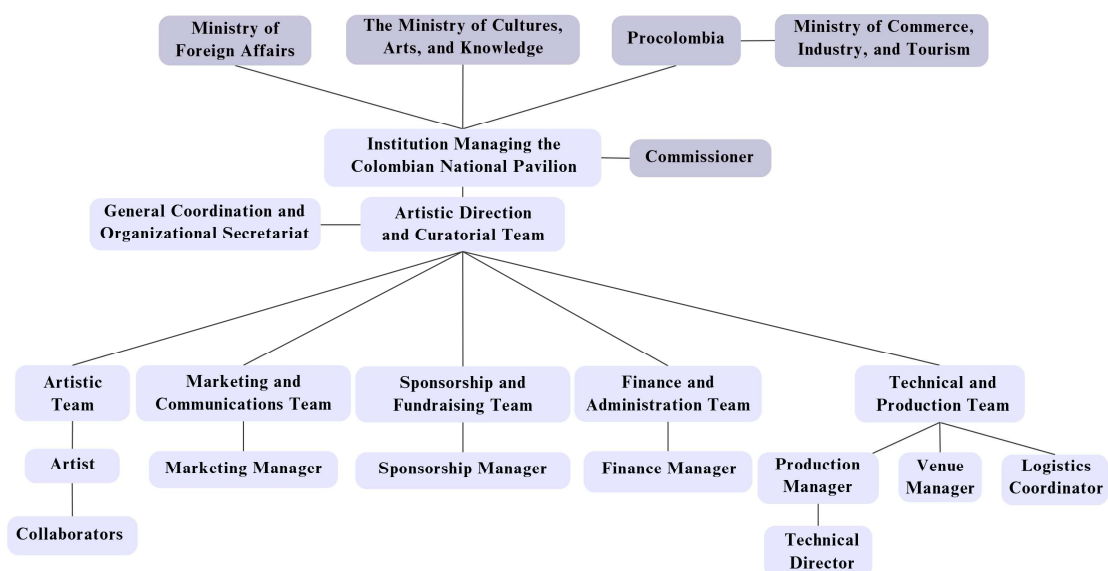 Ministry of
Foreign Affairs
The Ministry of Cultures,
Arts, and Knowledge
Procolombia
Ministry of Commerce,
Industry, and Tourism
Institution Managing the
Colombian National Pavilion
Commissioner
General Coordination and
Organizational Secretariat
Artistic Direction
and Curatorial Team
Artistic
Team
Marketing and
Communications Team
Sponsorship and
Fundraising Team
Finance and
Administration Team
Technical and
Production Team
Artist
Marketing Manager
Sponsorship Manager
Finance Manager
Production
Manager
Venue
Manager
Logistics
Coordinator
Collaborators
Technical
Director